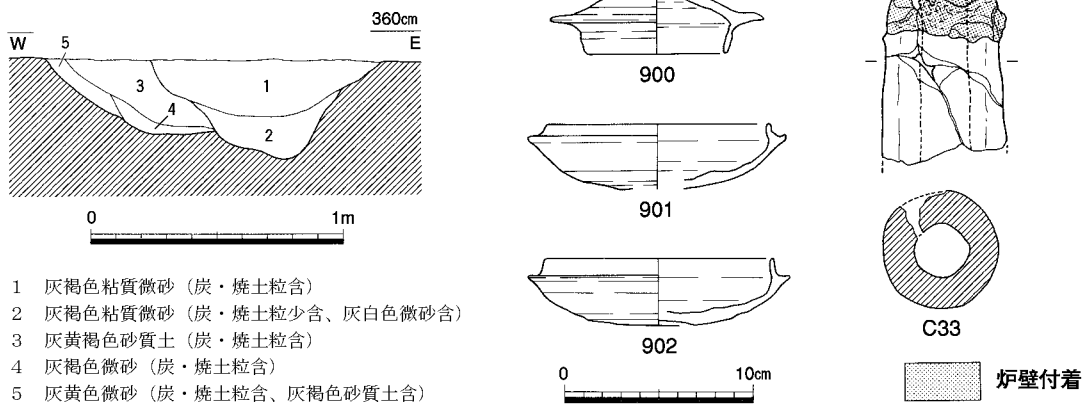 360cm
W
E
5
3
1
4
2
0
1m
1 灰褐色粘質微砂（炭・焼土粒含）
2 灰褐色粘質微砂（炭・焼土粒少含、灰白色微砂含）
3 灰黄褐色砂質土（炭・焼土粒含）
4 灰褐色微砂（炭・焼土粒含）
5 灰黄色微砂（炭・焼土粒含、灰褐色砂質土含）
900
901
902
0
10cm
C33
炉壁付着